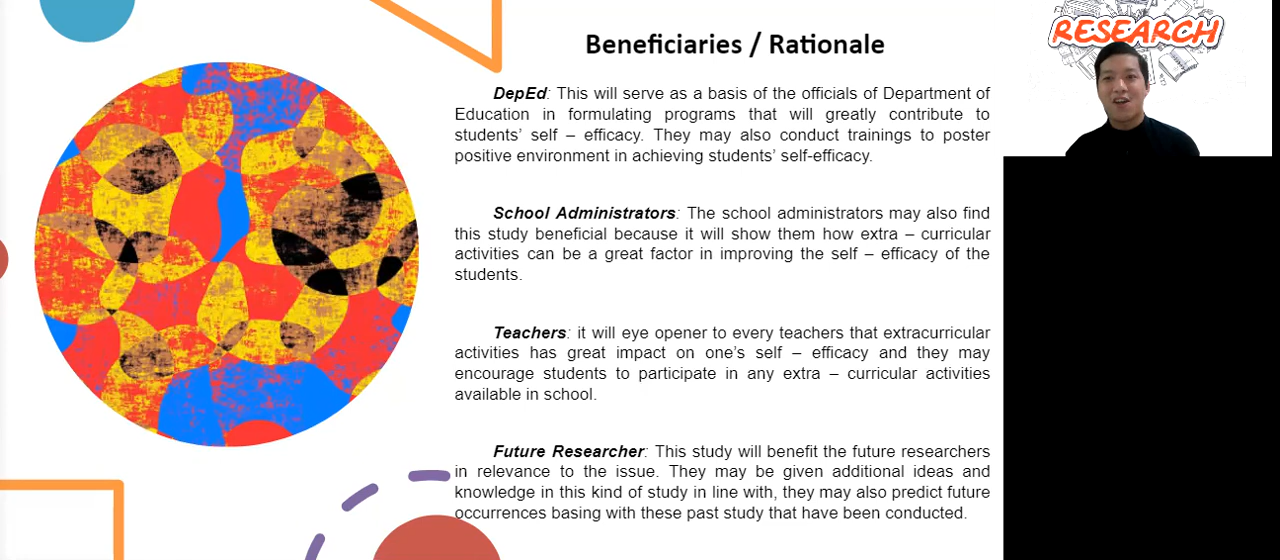 Beneficiaries / Rationale
RESEARCH
DepEd: This will serve as a basis of the officials of Department of
Education in formulating programs that will greatly contribute to
students’ self – efficacy. They may also conduct trainings to poster
positive environment in achieving students’ self-efficacy.
School Administrators: The school administrators may also find
this study beneficial because it will show them how extra – curricular
activities can be a great factor in improving the self – efficacy of the
students.
Teachers: it will eye opener to every teachers that extracurricular
activities has great impact on one’s self – efficacy and they may
encourage students to participate in any extra – curricular activities
available in school.
Future Researcher: This study will benefit the future researchers
in relevance to the issue. They may be given additional ideas and
knowledge in this kind of study in line with, they may also predict future
occurrences basing with these past study that have been conducted.